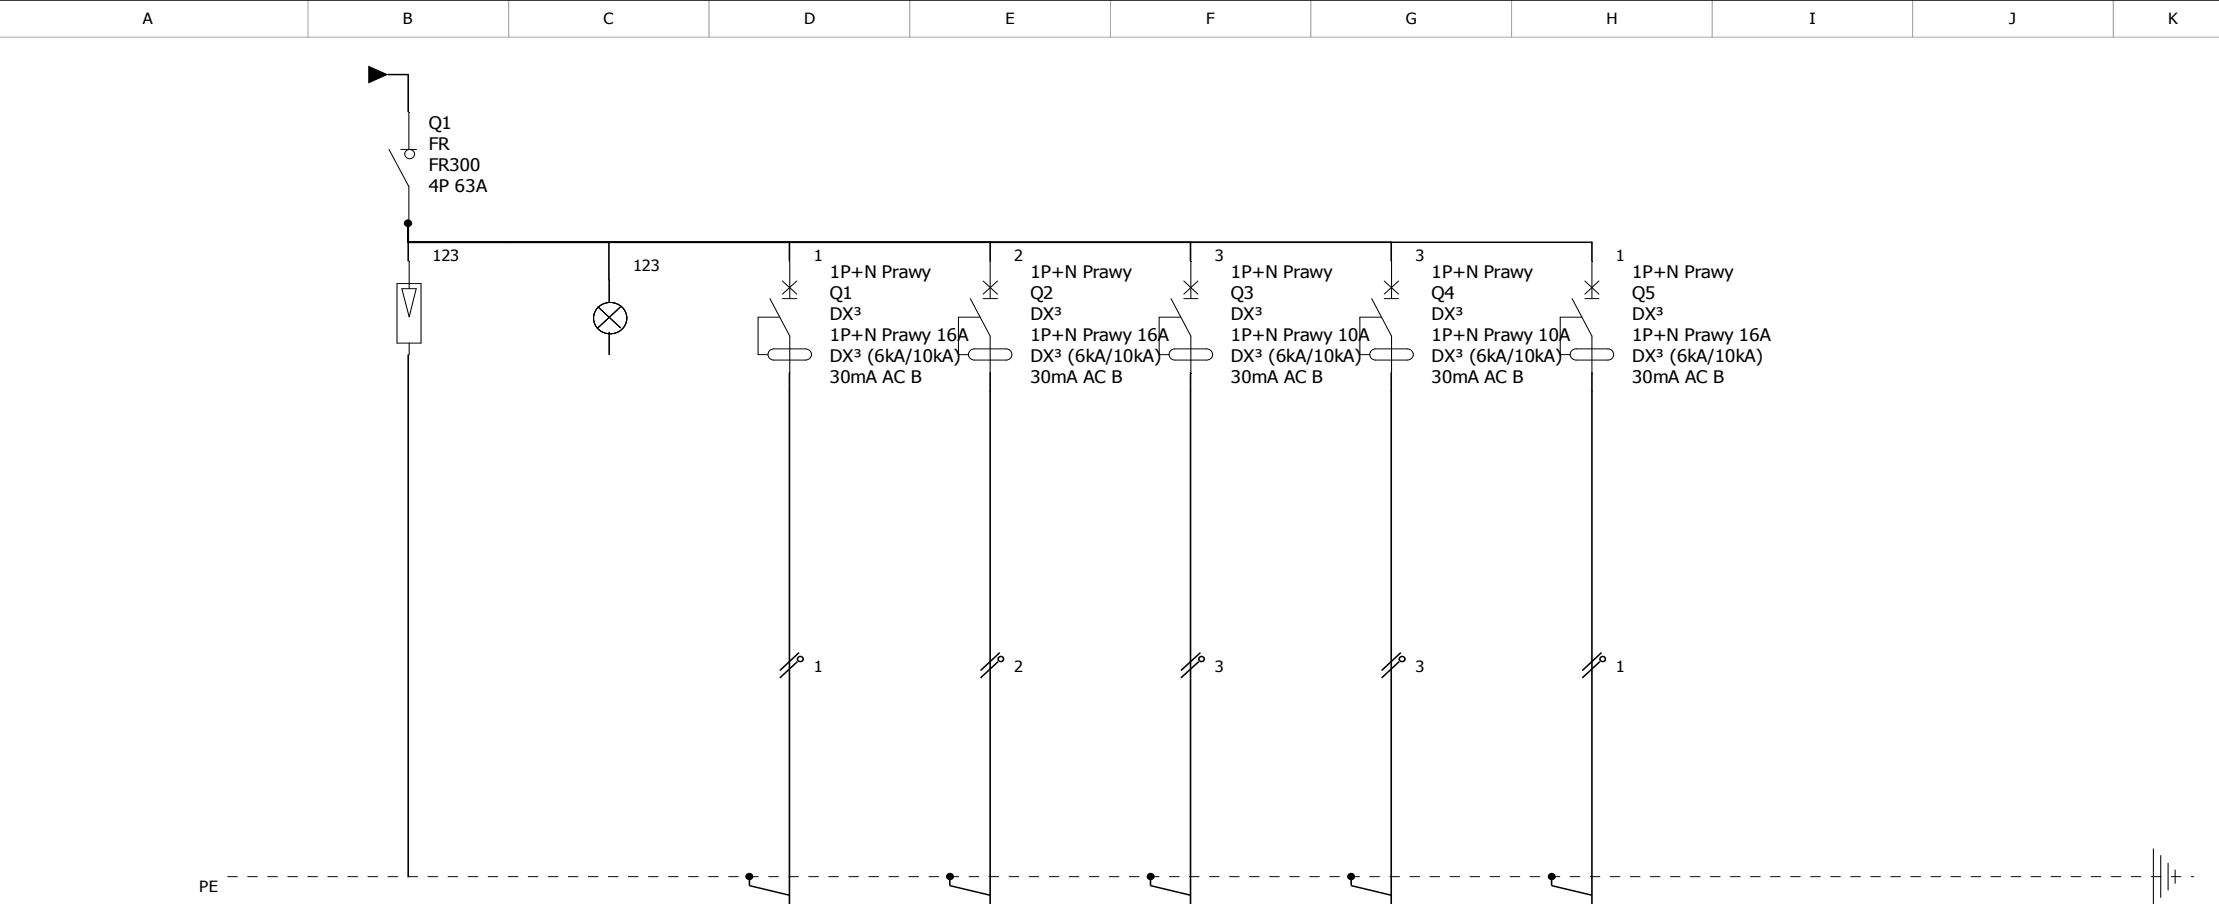 A B C D E F G H I J K
Q1
FR
FR300
4P 63A
123
123
1
1P+N Prawy
Q1
DX³
1P+N Prawy 16A
DX³ (6kA/10kA)
30mA AC B
2
1P+N Prawy
Q2
DX³
1P+N Prawy 16A
DX³ (6kA/10kA)
30mA AC B
3
1P+N Prawy
Q3
DX³
1P+N Prawy 10A
DX³ (6kA/10kA)
30mA AC B
3
1P+N Prawy
Q4
DX³
1P+N Prawy 10A
DX³ (6kA/10kA)
30mA AC B
1
1P+N Prawy
Q5
DX³
1P+N Prawy 16A
DX³ (6kA/10kA)
30mA AC B
1 2 3 3 1
PE